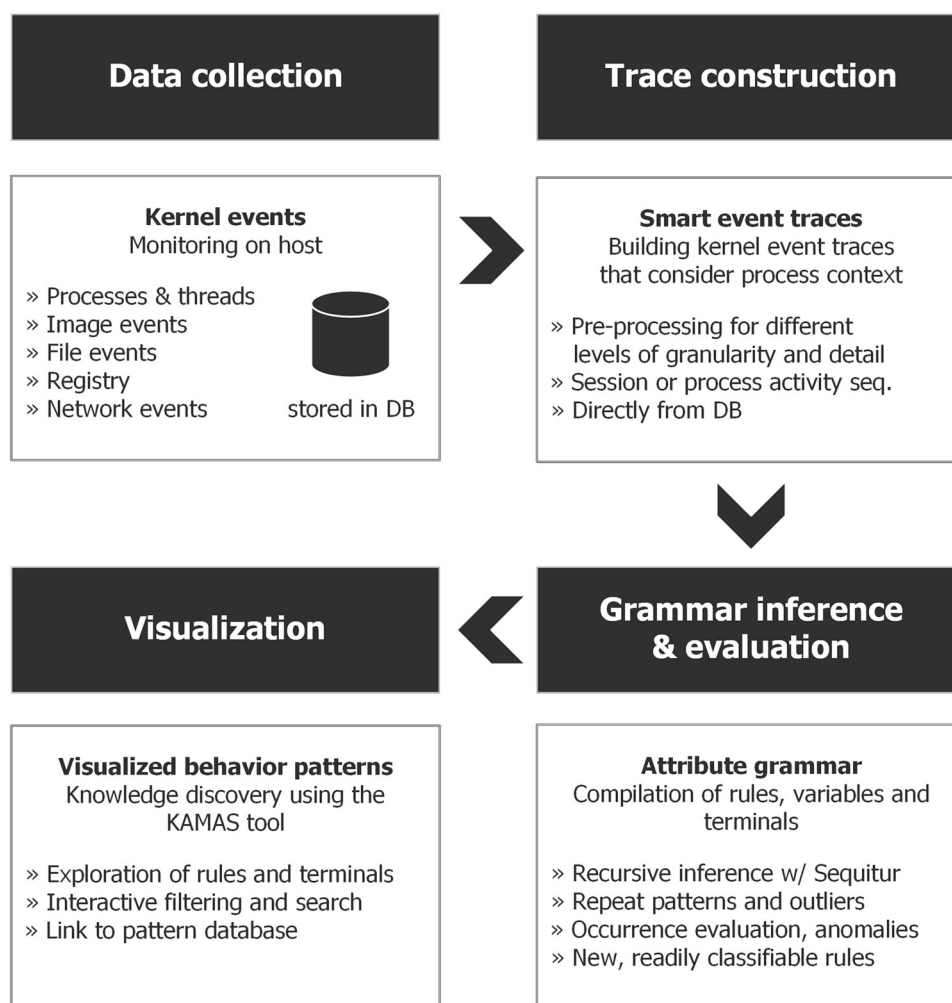 Data collection
Kernel events
Monitoring on host
» Processes & threads
» Image events
» File events
» Registry
» Network events
stored in DB
Trace construction
Smart event traces
Building kernel event traces
that consider process context
» Pre-processing for different
levels of granularity and detail
» Session or process activity seq.
» Directly from DB
Grammar inference
& evaluation
Attribute grammar
Compilation of rules, variables and
terminals
» Recursive inference w/ Sequitur
» Repeat patterns and outliers
» Occurrence evaluation, anomalies
» New, readily classifiable rules
Visualization
Visualized behavior patterns
Knowledge discovery using the
KAMAS tool
» Exploration of rules and terminals
» Interactive filtering and search
» Link to pattern database